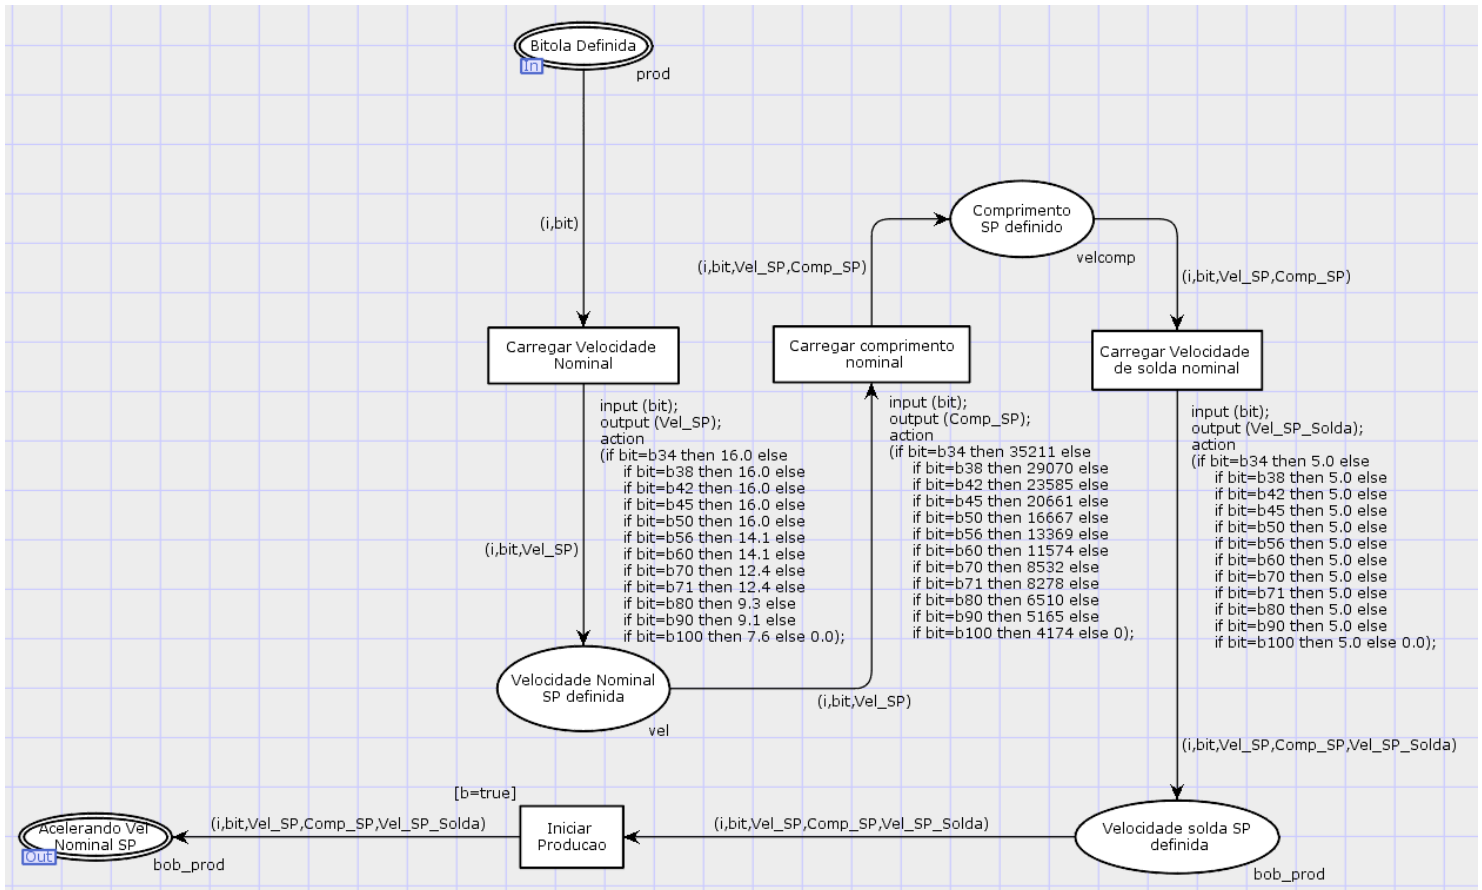 Bitola Definida
In
prod
(i,bit)
Comprimento
SP definido
velcomp
(i,bit,Vel_SP,Comp_SP)
(i,bit,Vel_SP,Comp_SP)
Carregar Velocidade
Nominal
Carregar comprimento
nominal
Carregar Velocidade
de solda nominal
input (bit);
output (Vel_SP);
action
(if bit=b34 then 16.0 else
if bit=b38 then 16.0 else
if bit=b42 then 16.0 else
if bit=b45 then 16.0 else
if bit=b50 then 16.0 else
if bit=b56 then 14.1 else
if bit=b60 then 14.1 else
if bit=b70 then 12.4 else
if bit=b71 then 12.4 else
if bit=b80 then 9.3 else
if bit=b90 then 9.1 else
if bit=b100 then 7.6 else 0.0);
input (bit);
output (Comp_SP);
action
(if bit=b34 then 35211 else
if bit=b38 then 29070 else
if bit=b42 then 23585 else
if bit=b45 then 20661 else
if bit=b50 then 16667 else
if bit=b56 then 13369 else
if bit=b60 then 11574 else
if bit=b70 then 8532 else
if bit=b71 then 8278 else
if bit=b80 then 6510 else
if bit=b90 then 5165 else
if bit=b100 then 4174 else 0);
input (bit);
output (Vel_SP_Solda);
action
(if bit=b34 then 5.0 else
if bit=b38 then 5.0 else
if bit=b42 then 5.0 else
if bit=b45 then 5.0 else
if bit=b50 then 5.0 else
if bit=b56 then 5.0 else
if bit=b60 then 5.0 else
if bit=b70 then 5.0 else
if bit=b71 then 5.0 else
if bit=b80 then 5.0 else
if bit=b90 then 5.0 else
if bit=b100 then 5.0 else 0.0);
(i,bit,Vel_SP)
Velocidade Nominal
SP definida
vel
(i,bit,Vel_SP)
(i,bit,Vel_SP,Comp_SP,Vel_SP_Solda)
[b=true]
Acelerando Vel
Nominal SP
Out
bob_prod
(i,bit,Vel_SP,Comp_SP,Vel_SP_Solda)
Iniciar
Producao
(i,bit,Vel_SP,Comp_SP,Vel_SP_Solda)
Velocidade solda SP
definida
bob_prod